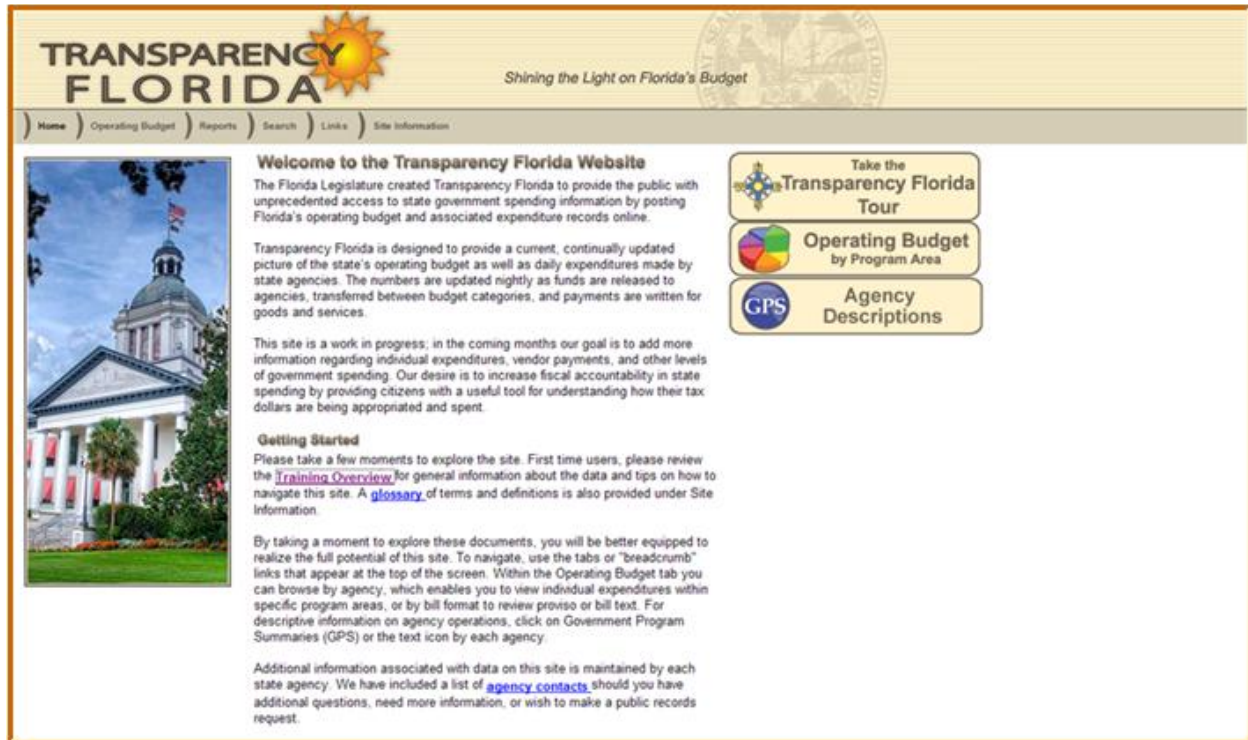 TRANSPARENCY
FLORIDA
Shining the Light on Florida's Budget
Home
Operating Budget
Reports
Search
Links
Site Information
Welcome to the Transparency Florida Website
The Florida Legislature created Transparency Florida to provide the public with
unprecedented access to state government spending information by posting
Florida's operating budget and associated expenditure records online.
Transparency Florida is designed to provide a current, continually updated
picture of the state's operating budget as well as daily expenditures made by
state agencies. The numbers are updated nightly as funds are released to
agencies, transferred between budget categories, and payments are written for
goods and services.
This site is a work in progress; in the coming months our goal is to add more
information regarding individual expenditures, vendor payments, and other levels
of government spending. Our desire is to increase fiscal accountability in state
spending by providing citizens with a useful tool for understanding how their tax
dollars are being appropriated and spent.
Getting Started
Please take a few moments to explore the site. First time users, please review
the Training Overview for general information about the data and tips on how to
navigate this site. A glossary of terms and definitions is also provided under Site
Information.
By taking a moment to explore these documents, you will be better equipped to
realize the full potential of this site. To navigate, use the tabs or "breadcrumb"
links that appear at the top of the screen. Within the Operating Budget tab you
can browse by agency, which enables you to view individual expenditures within
specific program areas, or by bill format to review proviso or bill text. For
descriptive information on agency operations, click on Government Program
Summaries (GPS) or the text icon by each agency.
Additional information associated with data on this site is maintained by each
state agency. We have included a list of agency contacts should you have
additional questions, need more information, or wish to make a public records
request.
Take the
Transparency Florida
Tour
Operating Budget
by Program Area
GPS
Agency
Descriptions